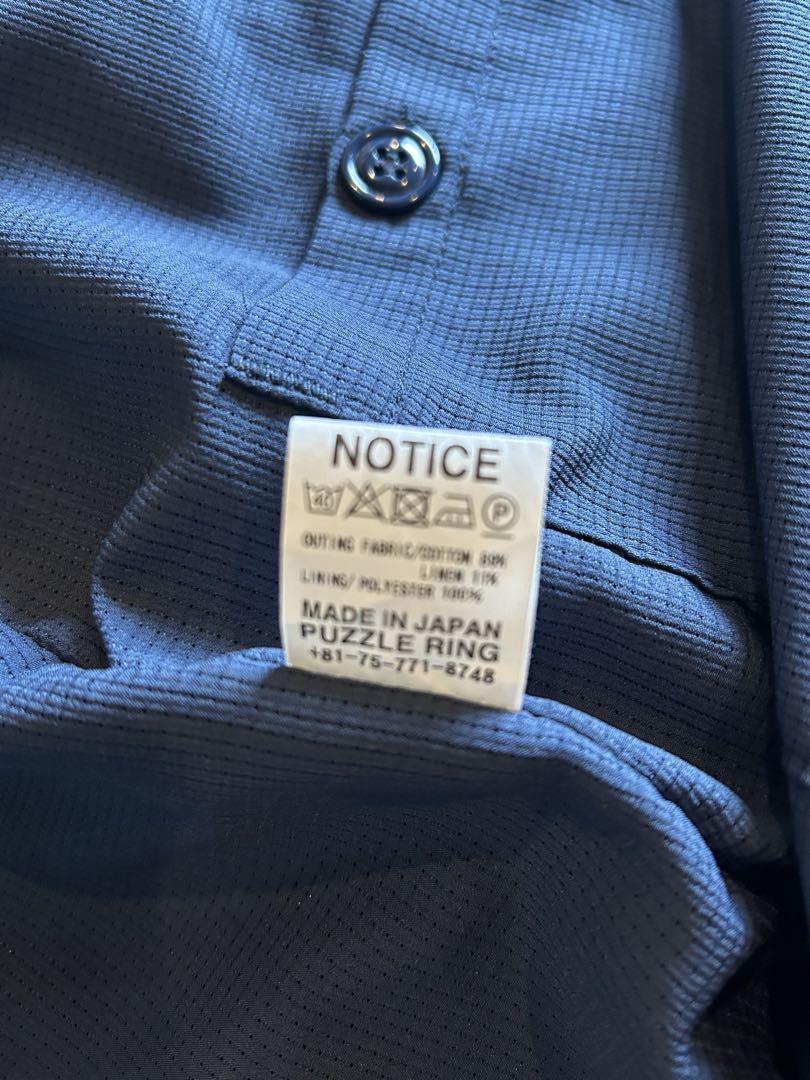 NOTICE
40 P
OUTING FABRIC/COTTON 89%
LINEN 11%
LINING/POLYESTER 100%
MADE IN JAPAN
PUZZLE RING
+81-75-771-8748